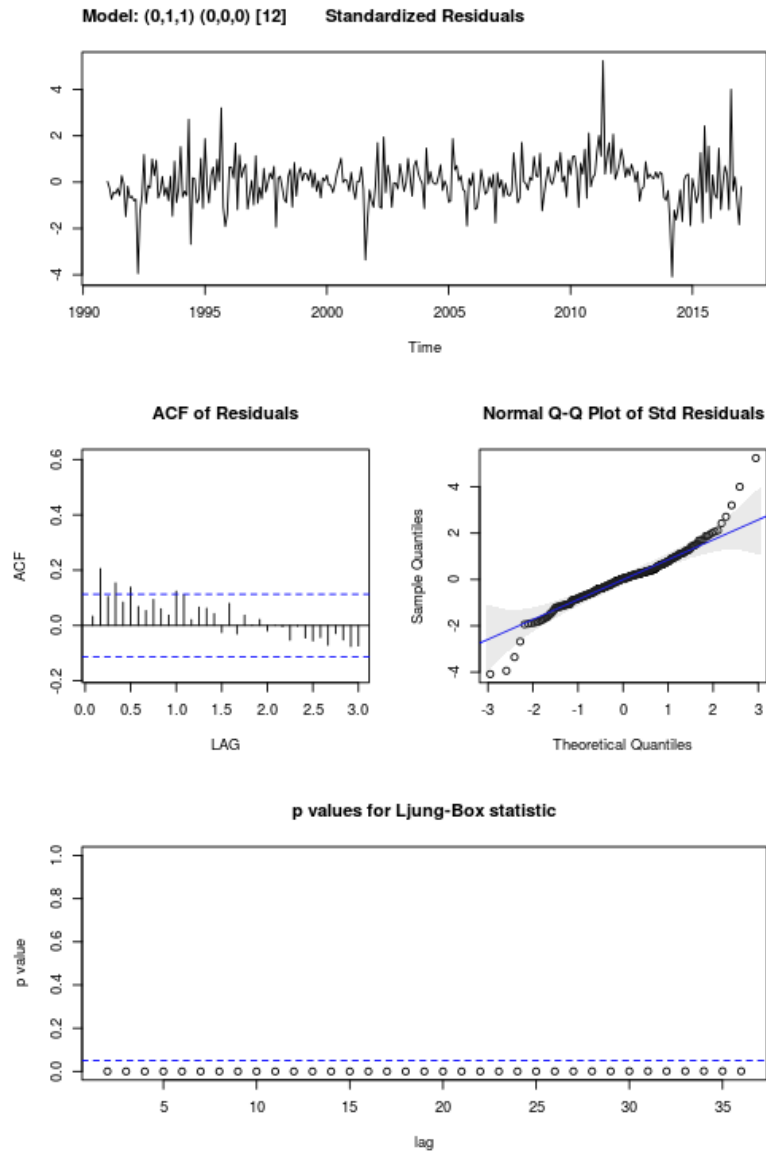 Model: (0,1,1) (0,0,0) [12] Standardized Residuals
4
2
0
-2
-4
1990 1995 2000 2005 2010 2015
Time
ACF of Residuals
ACF
0.6
0.4
0.2
0.0
-0.2
0.0 0.5 1.0 1.5 2.0 2.5 3.0
LAG
Normal Q-Q Plot of Std Residuals
Sample Quantiles
4
2
0
-2
-4
-3 -2 -1 0 1 2 3
Theoretical Quantiles
p values for Ljung-Box statistic
p value
1.0
0.8
0.6
0.4
0.2
0.0
5 10 15 20 25 30 35
lag